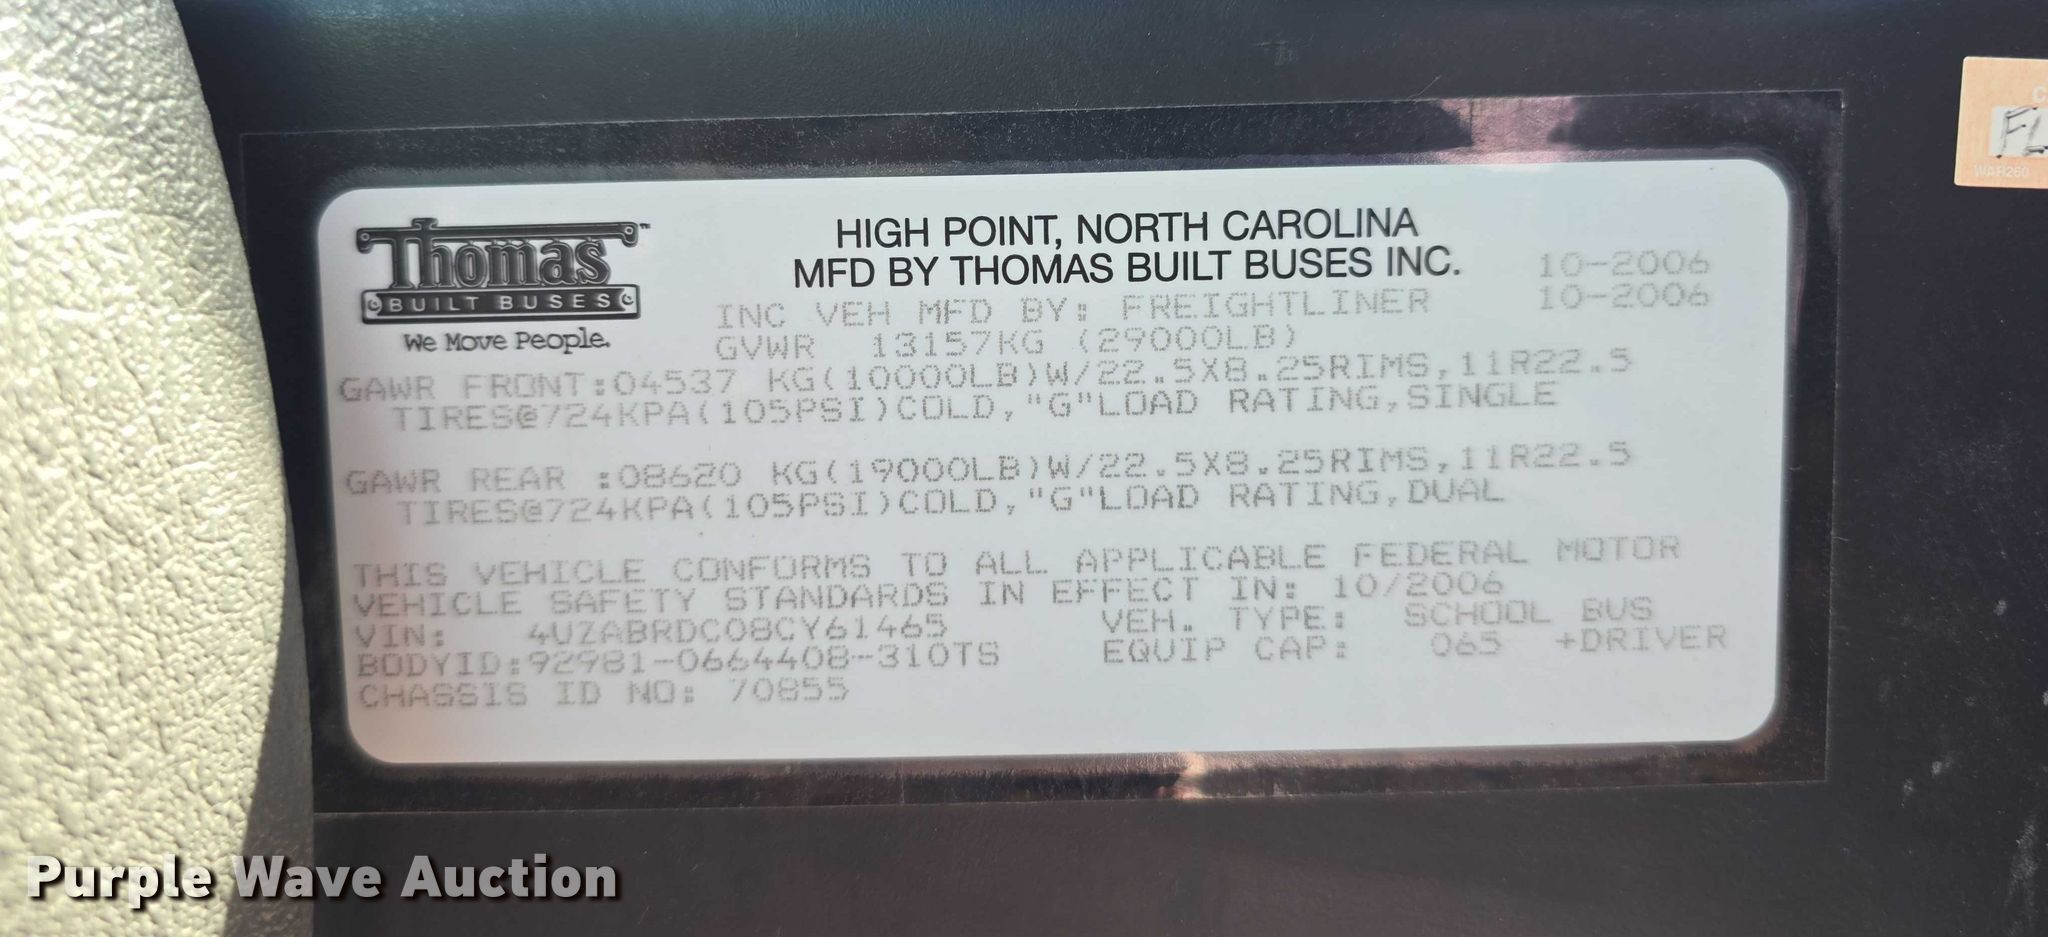 Thomas™
BUILT BUSES
We Move People.
HIGH POINT, NORTH CAROLINA
MFD BY THOMAS BUILT BUSES INC. 10-2006
INC VEH MFD BY: FREIGHTLINER 10-2006
GVWR 13157KG (29000LB)
GAWR FRONT:04537 KG(10000LB)W/22.5X8.25RIMS,11R22.5
TIRES@724KPA(105PSI)COLD,"G"LOAD RATING,SINGLE
GAWR REAR :08620 KG(19000LB)W/22.5X8.25RIMS,11R22.5
TIRES@724KPA(105PSI)COLD,"G"LOAD RATING,DUAL
THIS VEHICLE CONFORMS TO ALL APPLICABLE FEDERAL MOTOR
VEHICLE SAFETY STANDARDS IN EFFECT IN: 10/2006
VIN: 4UZABRDC08CY61465 VEH. TYPE: SCHOOL BUS
BODYID:92981-0664408-310TS EQUIP CAP: 065 +DRIVER
CHASSIS ID NO: 70855
FL
WAR260
Purple Wave Auction